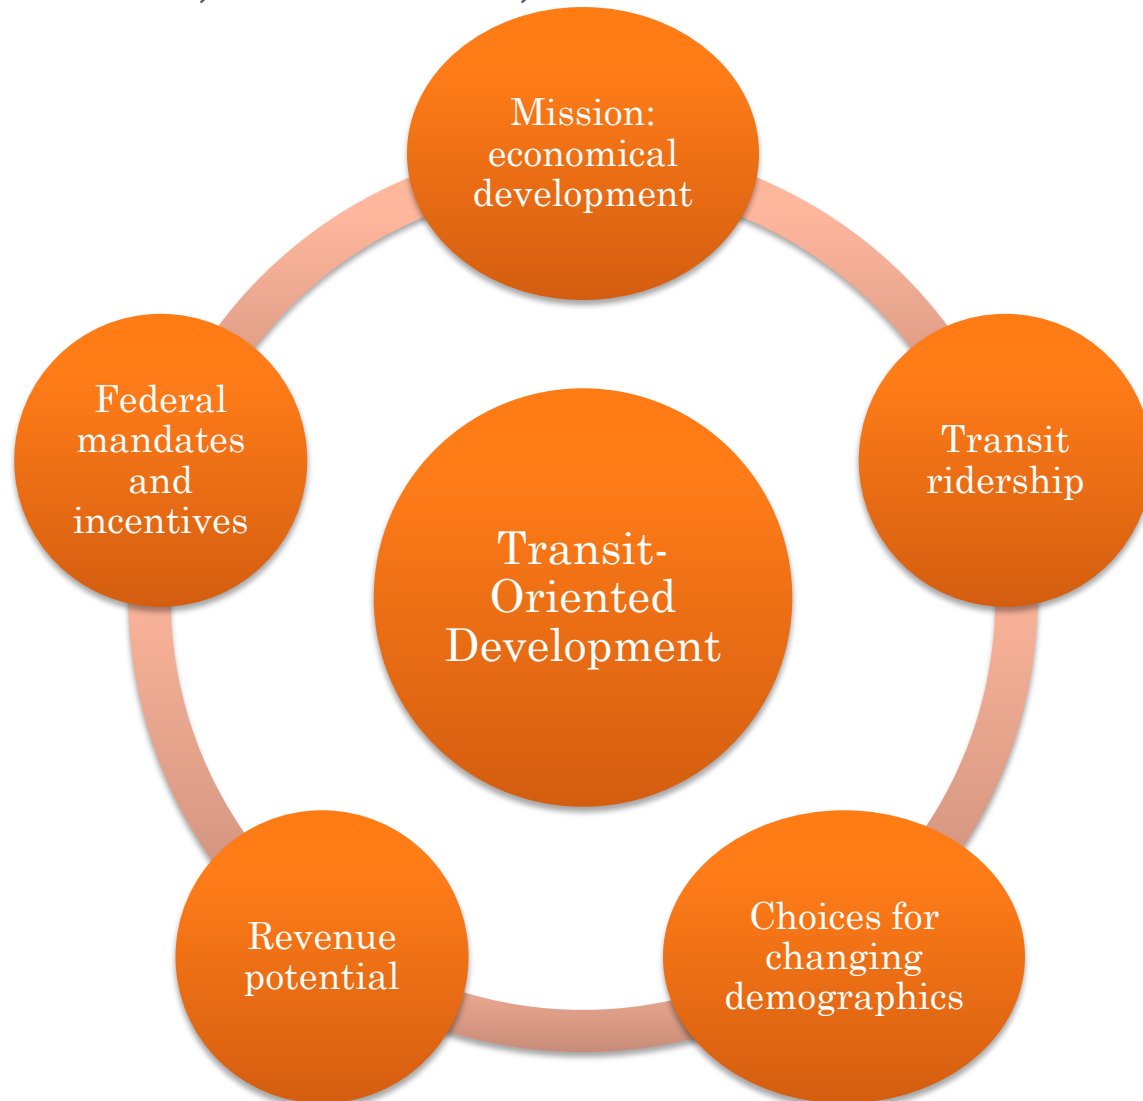 Mission:
economical
development
Federal
mandates
and
incentives
Transit
ridership
Transit-
Oriented
Development
Revenue
potential
Choices for
changing
demographics